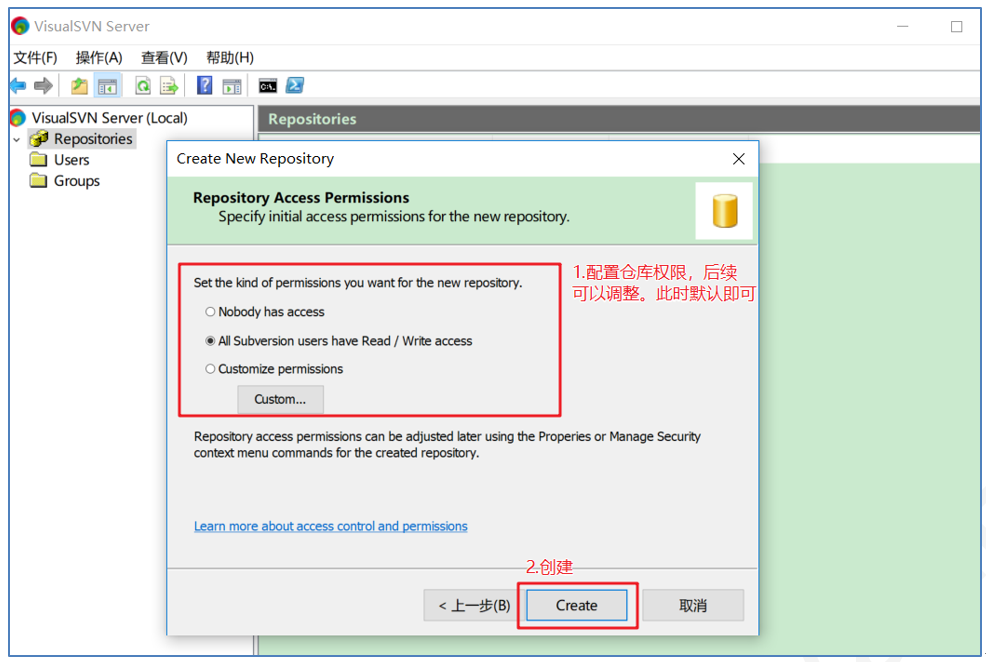 VisualSVN Server
文件(F) 操作(A) 查看(V) 帮助(H)
C:\.
VisualSVN Server (Local)
Repositories
Users
Groups
Repositories
Create New Repository
Repository Access Permissions
Specify initial access permissions for the new repository.
Set the kind of permissions you want for the new repository.
Nobody has access
All Subversion users have Read / Write access
Customize permissions
Custom...
1.配置仓库权限，后续
可以调整。此时默认即可
Repository access permissions can be adjusted later using the Properies or Manage Security
context menu commands for the created repository.
Learn more about access control and permissions
2.创建
< 上一步(B) Create 取消